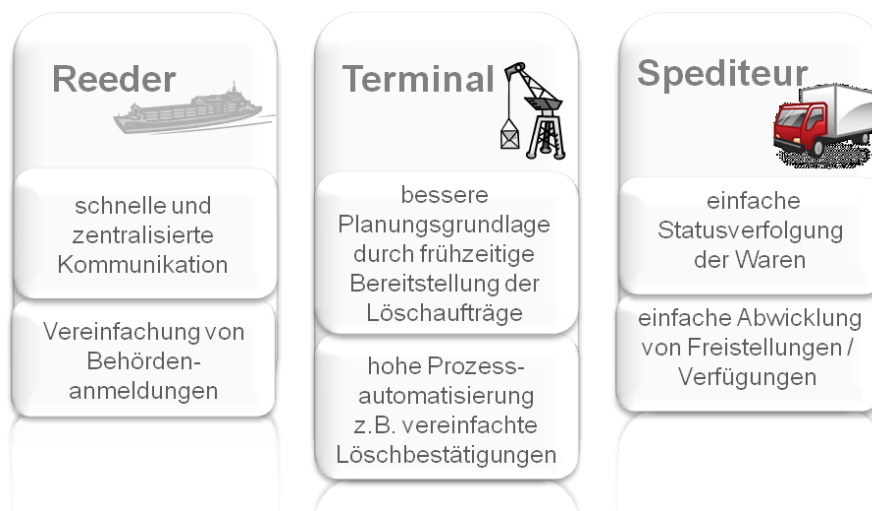 Reeder
schnelle und
zentralisierte
Kommunikation
Vereinfachung von
Behörden-
anmeldungen
Terminal
bessere
Planungsgrundlage
durch frühzeitige
Bereitstellung der
Löschaufträge
hohe Prozess-
automatisierung
z.B. vereinfachte
Löschbestätigungen
Spediteur
einfache
Statusverfolgung
der Waren
einfache Abwicklung
von Freistellungen /
Verfügungen